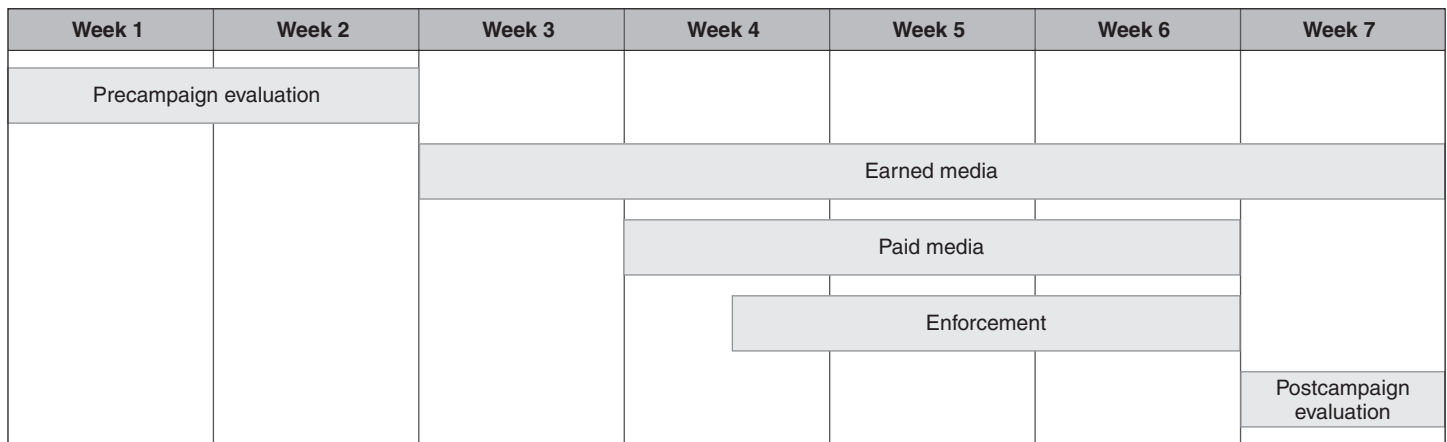 Week 1 Week 2 Week 3 Week 4 Week 5 Week 6 Week 7
Precampaign evaluation
Earned media
Paid media
Enforcement
Postcampaign
evaluation